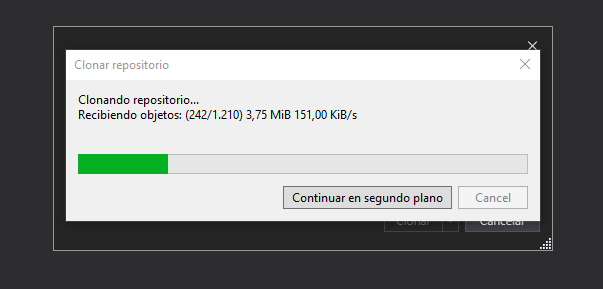 Clonar repositorio
Clonando repositorio...
Recibiendo objetos: (242/1.210) 3,75 MiB 151,00 KiB/s
Continuar en segundo plano
Cancel
Clonar
Cancelar